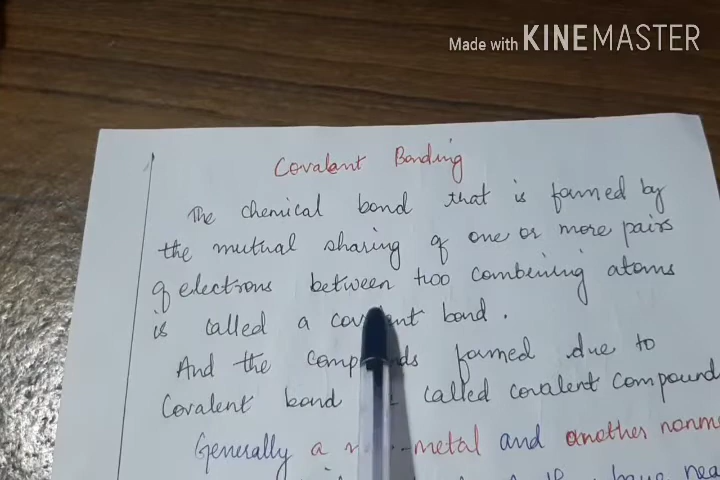 Made with KINEMASTER
Covalent Bonding
The chemical bond that is formed by
the mutual sharing of one or more pairs
of electrons between two combining atoms
is called a covalent bond.
And the compounds formed due to
Covalent bond called covalent compound
Generally a metal and another nonm
have nea